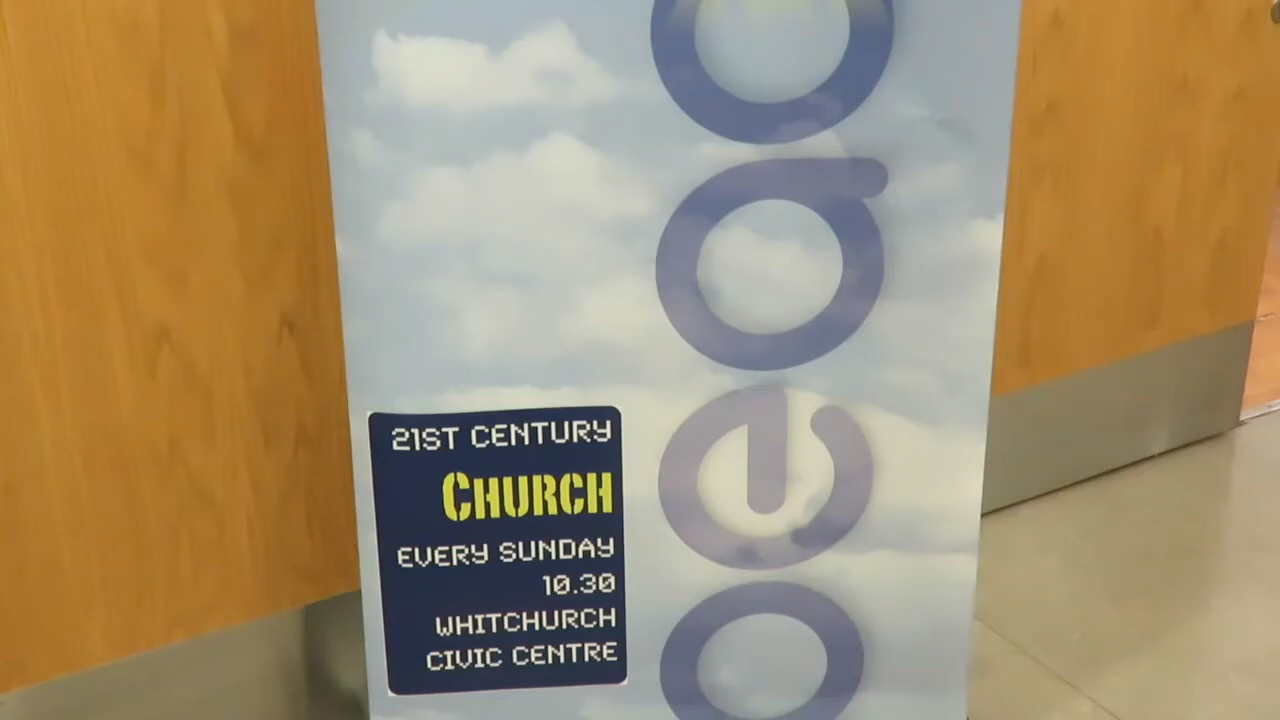 21ST CENTURY
CHURCH
EVERY SUNDAY
10.30
WHITCHURCH
CIVIC CENTRE